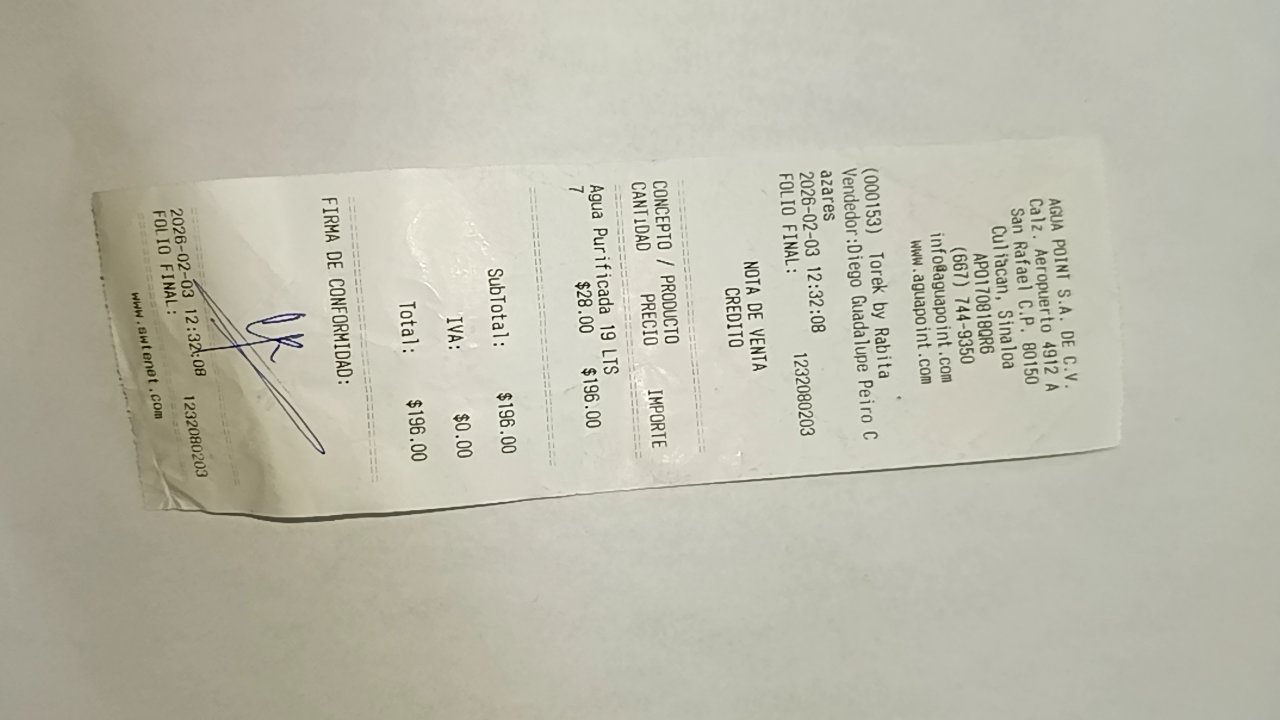 AGUA POINT S.A. DE C.V.
Calz. Aeropuerto 4912 A
San Rafael C.P. 80150
Culiacan, Sinaloa
APO170818QR6
(667) 744-9350
info@aguapoint.com
www.aguapoint.com
(000153) Torek by Rabita
Vendedor:Diego Guadalupe Peiro C
azares
2026-02-03 12:32:08
FOLIO FINAL: 1232080203
NOTA DE VENTA
CREDITO
CONCEPTO / PRODUCTO
CANTIDAD PRECIO IMPORTE
Agua Purificada 19 LTS
7 $28.00 $196.00
SubTotal: $196.00
IVA: $0.00
Total: $196.00
FIRMA DE CONFORMIDAD:
2026-02-03 12:32:08
FOLIO FINAL: 1232080203
www.swtenet.com